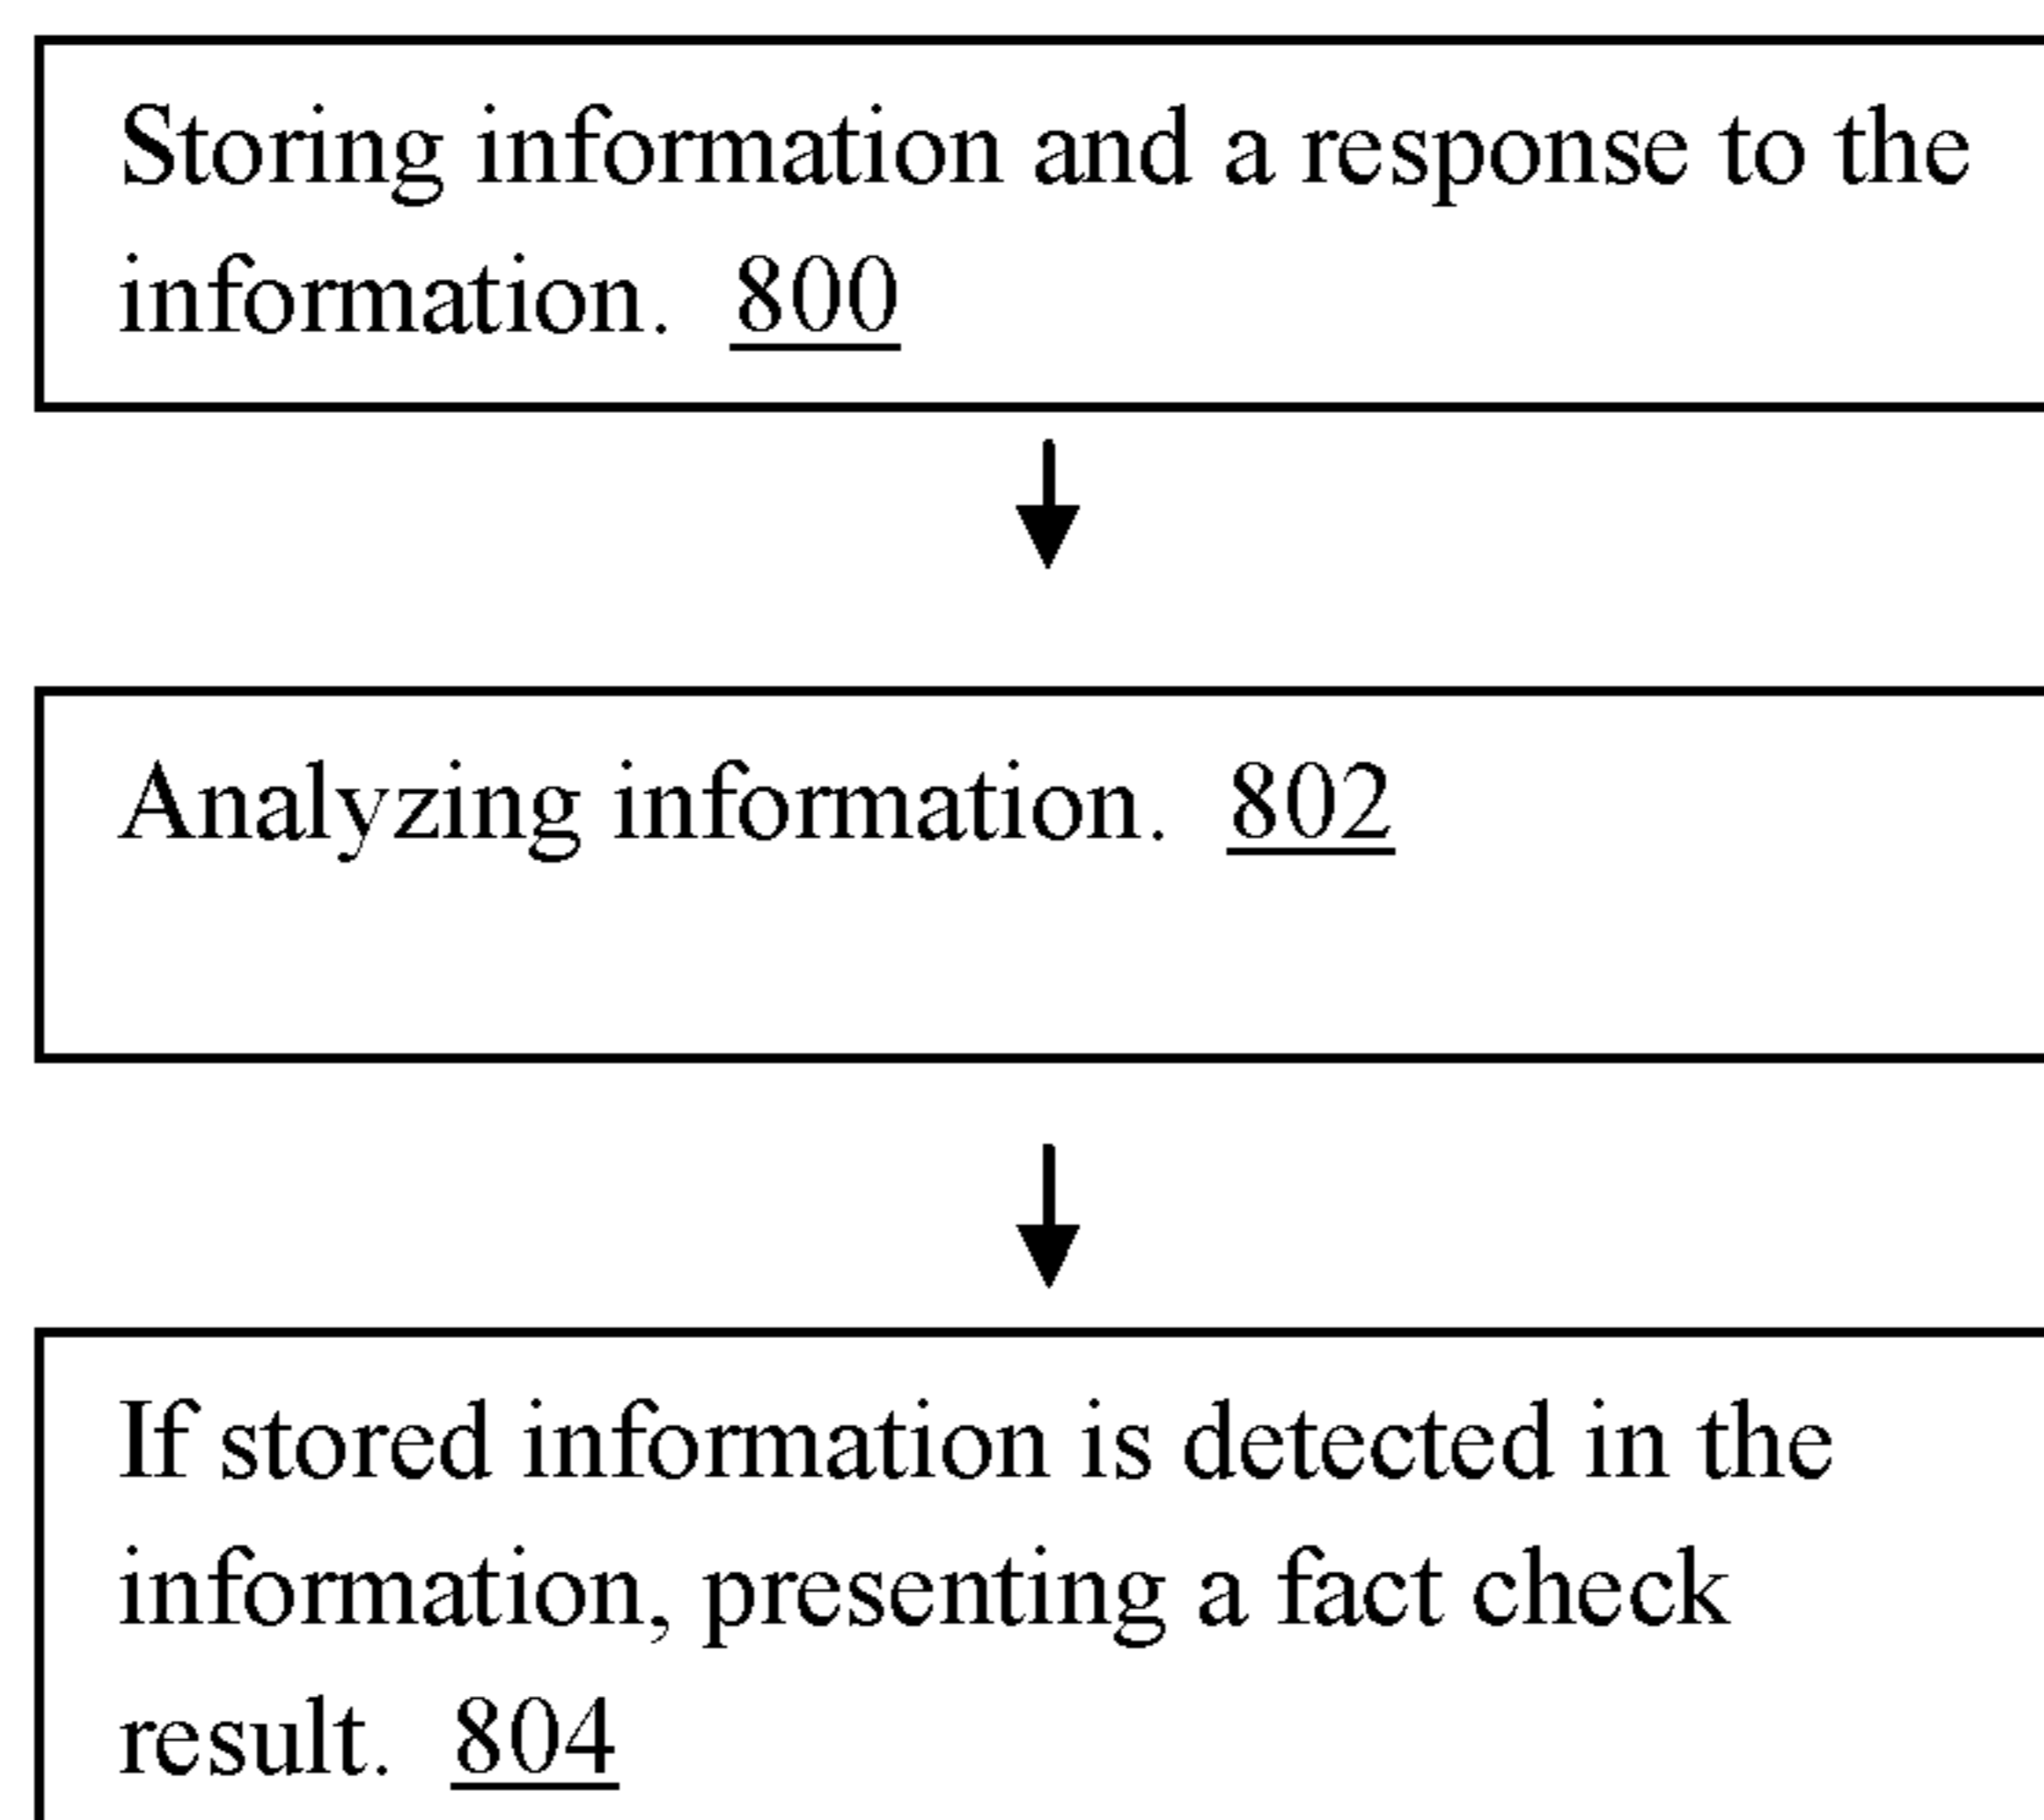 Storing information and a response to the
information. 800
Analyzing information. 802
If stored information is detected in the
information, presenting a fact check
result. 804